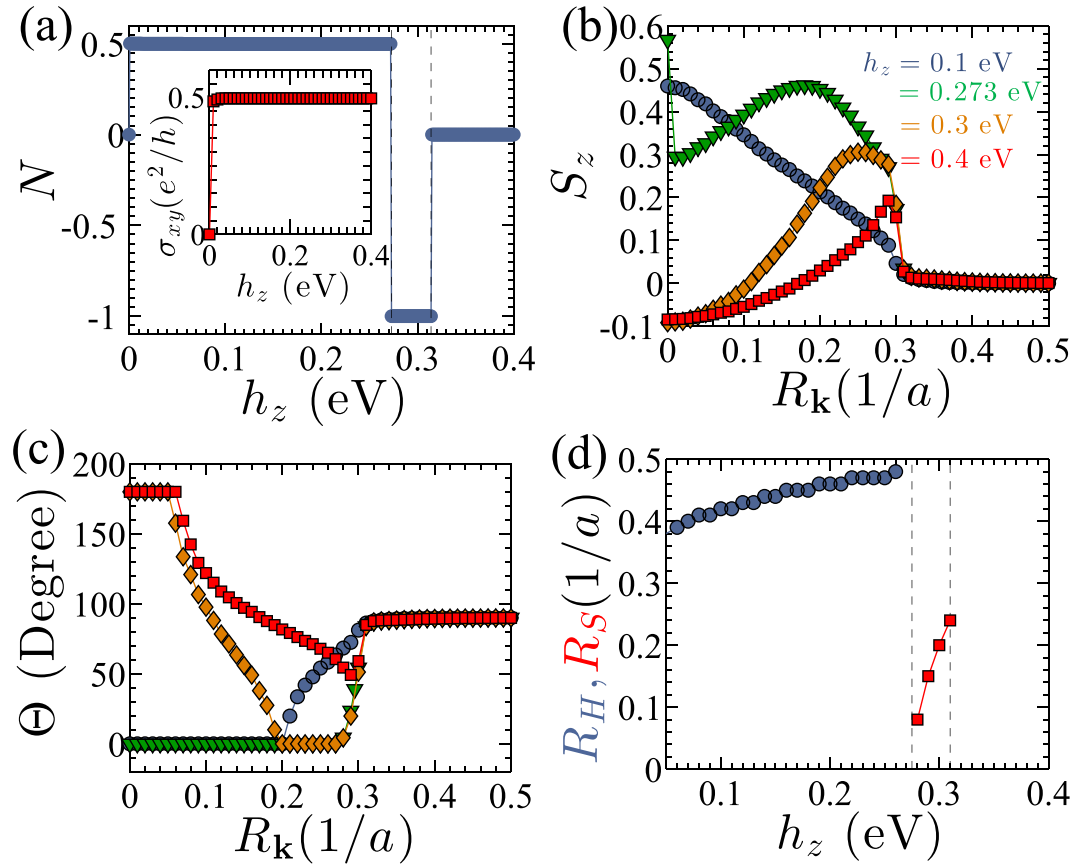 (a)
N
0.5
0
-0.5
-1
0 0.1 0.2 0.3 0.4
h_z (eV)
σ_{xy}(e^2/h)
0.5
0
0 0.2 0.4
h_z (eV)
(b)
S_z
0.6
0.5
0.4
0.3
0.2
0.1
0
-0.1
h_z = 0.1 eV
= 0.273 eV
= 0.3 eV
= 0.4 eV
0 0.1 0.2 0.3 0.4 0.5
R_k(1/a)
(c)
Θ (Degree)
200
150
100
50
0
0 0.1 0.2 0.3 0.4 0.5
R_k(1/a)
(d)
R_H, R_S(1/a)
0.5
0.4
0.3
0.2
0.1
0
0.1 0.2 0.3 0.4
h_z (eV)